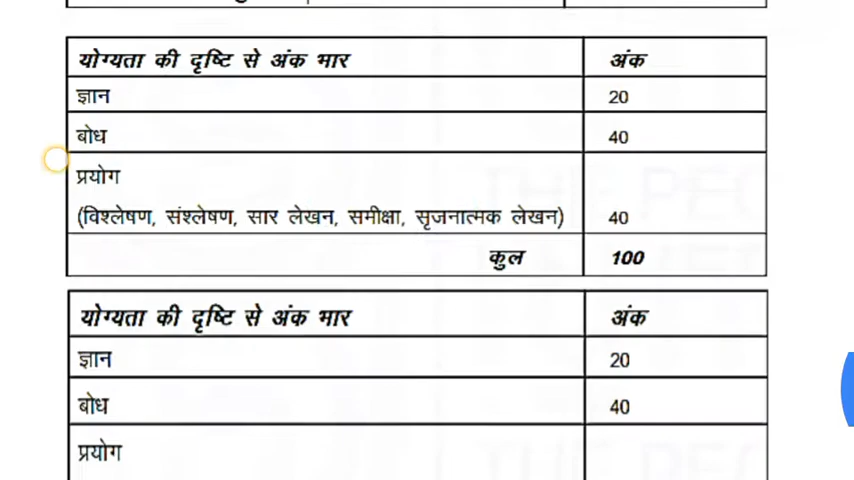 योग्यता की दृष्टि से अंक भार अंक
ज्ञान 20
बोध 40
प्रयोग
(विश्लेषण, संश्लेषण, सार लेखन, समीक्षा, सृजनात्मक लेखन) 40
कुल 100
योग्यता की दृष्टि से अंक भार अंक
ज्ञान 20
बोध 40
प्रयोग